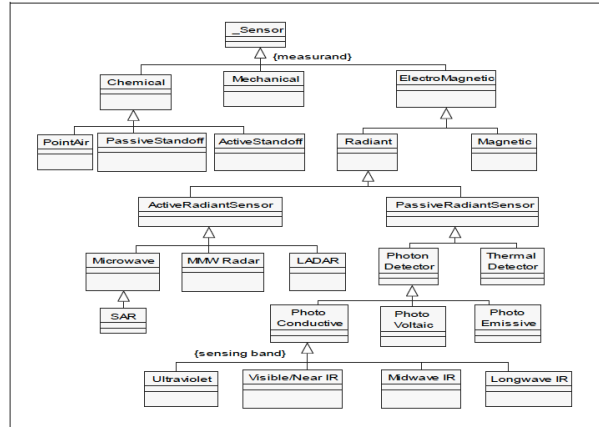 _Sensor
{measurand}
Chemical
Mechanical
ElectroMagnetic
PointAir
PassiveStandoff
ActiveStandoff
Radiant
Magnetic
ActiveRadiantSensor
PassiveRadiantSensor
Microwave
MMW Radar
LADAR
Photon
Detector
Thermal
Detector
SAR
Photo
Conductive
Photo
Voltaic
Photo
Emissive
{sensing band}
Ultraviolet
Visible/Near IR
Midwave IR
Longwave IR